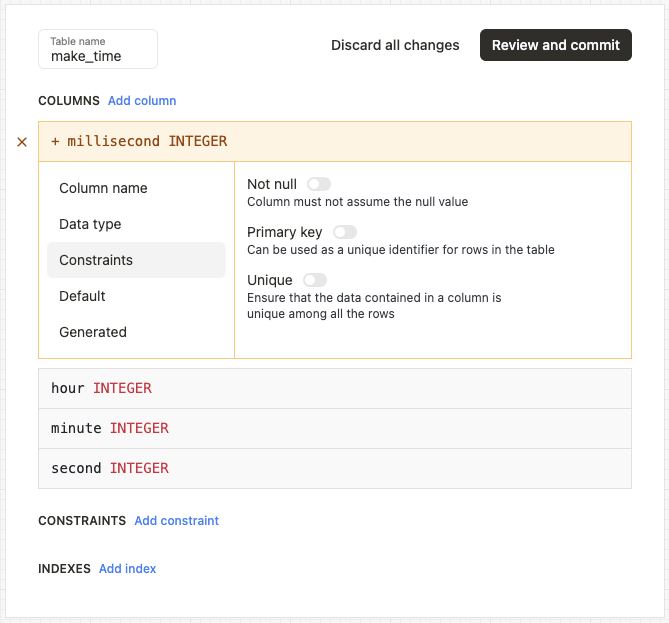 Table name
make_time
Discard all changes
Review and commit
COLUMNS Add column
+ millisecond INTEGER
Column name
Data type
Constraints
Default
Generated
Not null
Column must not assume the null value
Primary key
Can be used as a unique identifier for rows in the table
Unique
Ensure that the data contained in a column is
unique among all the rows
hour INTEGER
minute INTEGER
second INTEGER
CONSTRAINTS Add constraint
INDEXES Add index